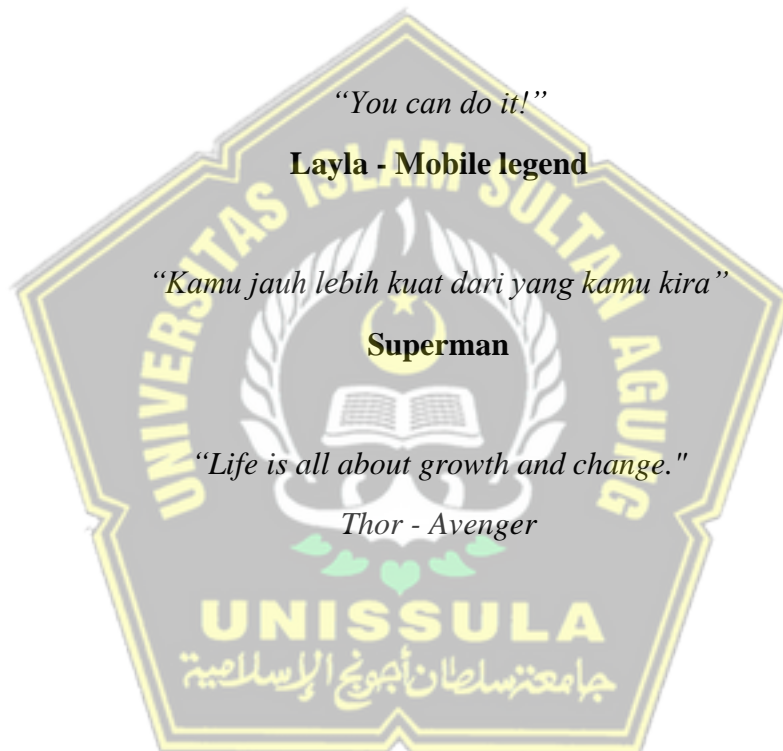 “You can do it!”
Layla - Mobile legend
UNIVERSITAS ISLAM SULTAN AGUNG
“Kamu jauh lebih kuat dari yang kamu kira”
Superman
“Life is all about growth and change."
Thor - Avenger
UNISSULA
جامعة سلطان أجونج الإسلامية